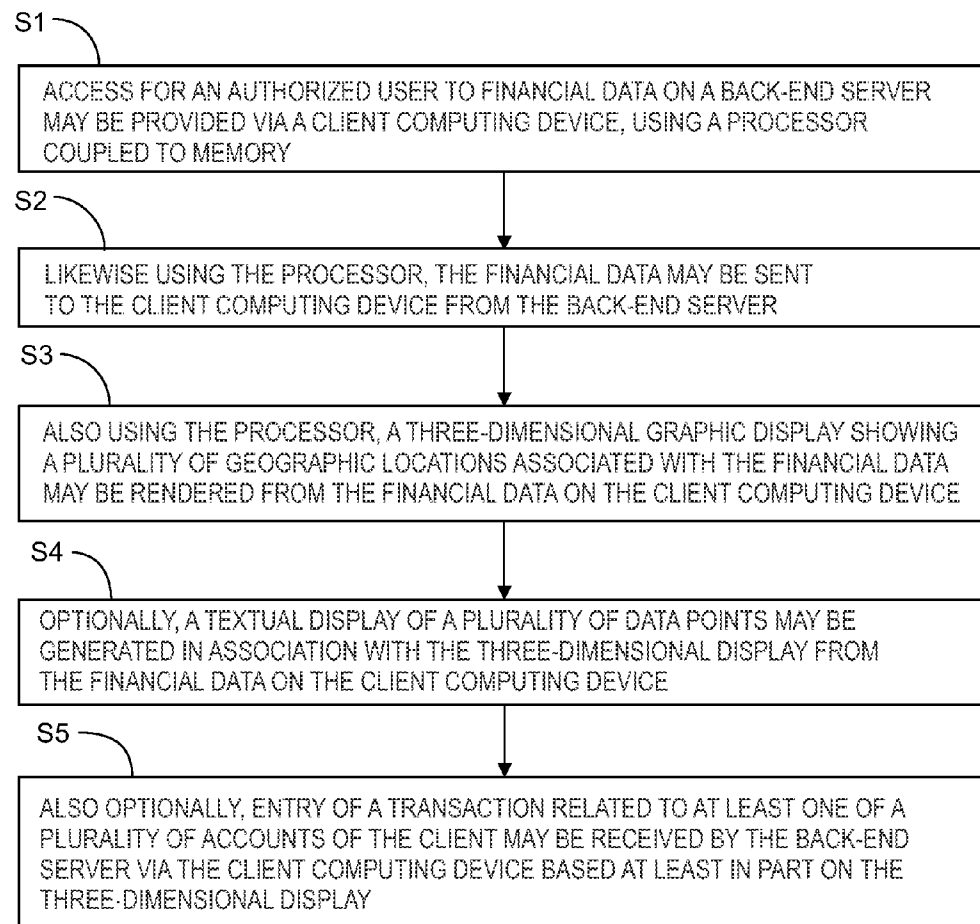 S1
ACCESS FOR AN AUTHORIZED USER TO FINANCIAL DATA ON A BACK-END SERVER
MAY BE PROVIDED VIA A CLIENT COMPUTING DEVICE, USING A PROCESSOR
COUPLED TO MEMORY
S2
LIKEWISE USING THE PROCESSOR, THE FINANCIAL DATA MAY BE SENT
TO THE CLIENT COMPUTING DEVICE FROM THE BACK-END SERVER
S3
ALSO USING THE PROCESSOR, A THREE-DIMENSIONAL GRAPHIC DISPLAY SHOWING
A PLURALITY OF GEOGRAPHIC LOCATIONS ASSOCIATED WITH THE FINANCIAL DATA
MAY BE RENDERED FROM THE FINANCIAL DATA ON THE CLIENT COMPUTING DEVICE
S4
OPTIONALLY, A TEXTUAL DISPLAY OF A PLURALITY OF DATA POINTS MAY BE
GENERATED IN ASSOCIATION WITH THE THREE-DIMENSIONAL DISPLAY FROM
THE FINANCIAL DATA ON THE CLIENT COMPUTING DEVICE
S5
ALSO OPTIONALLY, ENTRY OF A TRANSACTION RELATED TO AT LEAST ONE OF A
PLURALITY OF ACCOUNTS OF THE CLIENT MAY BE RECEIVED BY THE BACK-END
SERVER VIA THE CLIENT COMPUTING DEVICE BASED AT LEAST IN PART ON THE
THREE-DIMENSIONAL DISPLAY